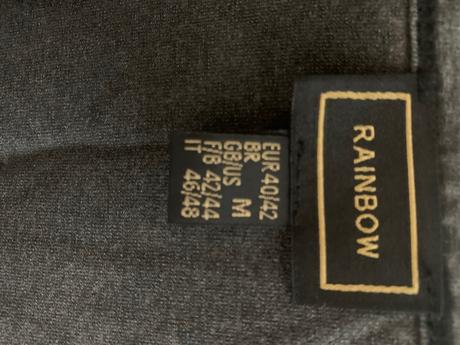 RAINBOW
EUR 40/42
BR
GB/US M
F/B 42/44
IT 46/48